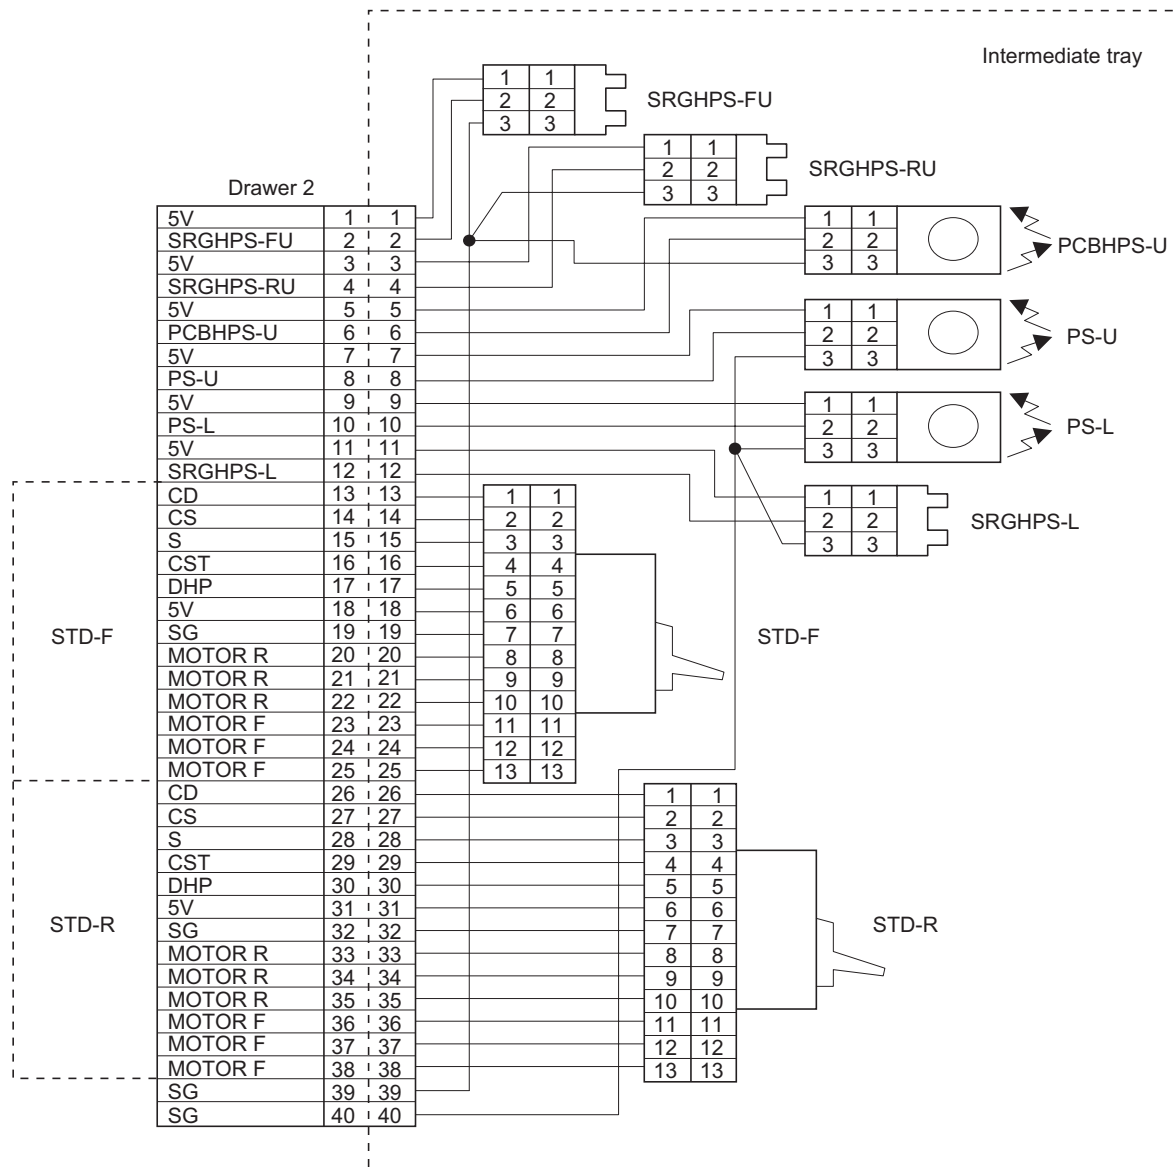 Intermediate tray
1 1
2 2
3 3
SRGHPS-FU
1 1
2 2
3 3
SRGHPS-RU
Drawer 2
5V 1 1
SRGHPS-FU 2 2
5V 3 3
SRGHPS-RU 4 4
5V 5 5
PCBHPS-U 6 6
5V 7 7
PS-U 8 8
5V 9 9
PS-L 10 10
5V 11 11
SRGHPS-L 12 12
CD 13 13
CS 14 14
S 15 15
CST 16 16
DHP 17 17
5V 18 18
SG 19 19
MOTOR R 20 20
MOTOR R 21 21
MOTOR R 22 22
MOTOR F 23 23
MOTOR F 24 24
MOTOR F 25 25
CD 26 26
CS 27 27
S 28 28
CST 29 29
DHP 30 30
5V 31 31
SG 32 32
MOTOR R 33 33
MOTOR R 34 34
MOTOR R 35 35
MOTOR F 36 36
MOTOR F 37 37
MOTOR F 38 38
SG 39 39
SG 40 40
STD-F
STD-R
1 1
2 2
3 3
PCBHPS-U
1 1
2 2
3 3
PS-U
1 1
2 2
3 3
PS-L
1 1
2 2
3 3
SRGHPS-L
1 1
2 2
3 3
4 4
5 5
6 6
7 7
8 8
9 9
10 10
11 11
12 12
13 13
STD-F
1 1
2 2
3 3
4 4
5 5
6 6
7 7
8 8
9 9
10 10
11 11
12 12
13 13
STD-R